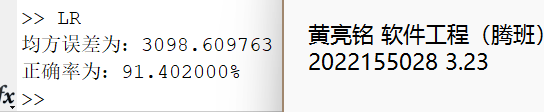 >> LR
均方误差为：3098.609763
正确率为：91.402000%
fx >>
黄亮铭 软件工程（腾班）
2022155028 3.23